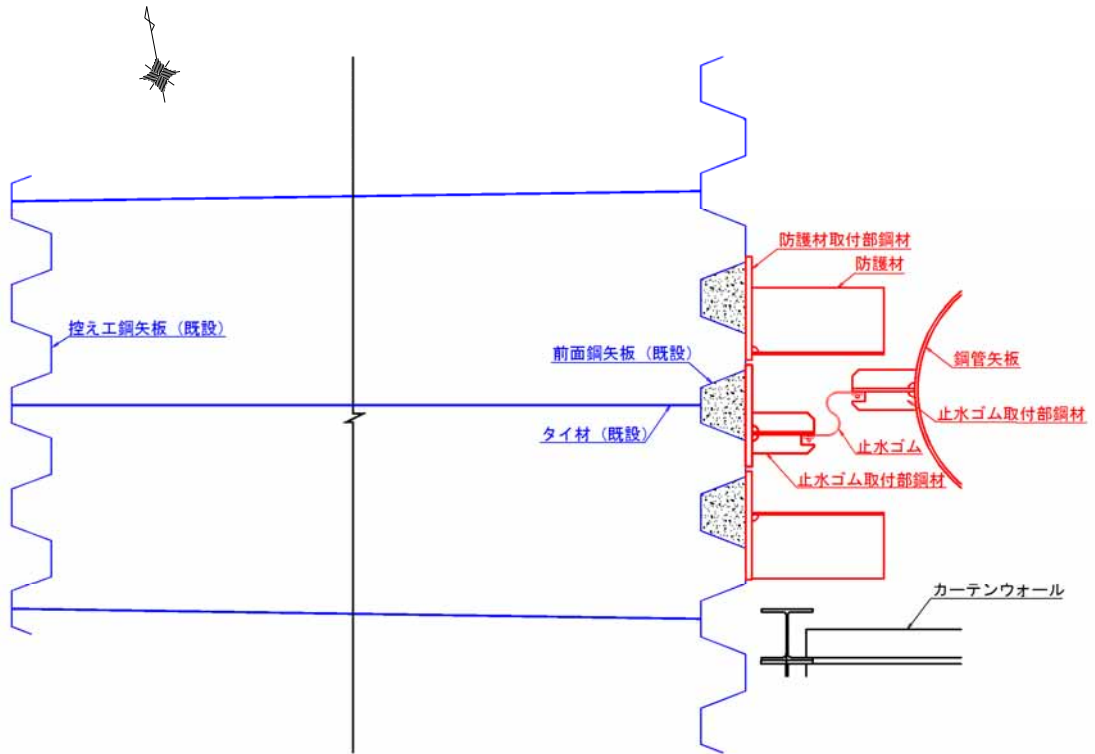 防護材取付部鋼材
防護材
控え工鋼矢板（既設）
前面鋼矢板（既設）
鋼管矢板
止水ゴム取付部鋼材
タイ材（既設）
止水ゴム
止水ゴム取付部鋼材
カーテンウォール